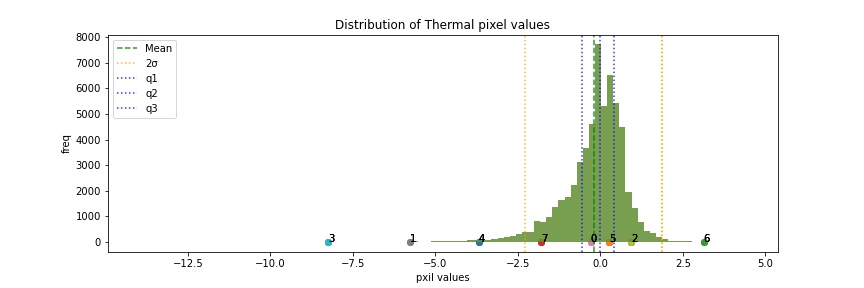 Distribution of Thermal pixel values
Mean
2σ
q1
q2
q3
freq
8000
7000
6000
5000
4000
3000
2000
1000
0
3 1 4 7 0 5 2 6
−12.5 −10.0 −7.5 −5.0 −2.5 0.0 2.5 5.0
pxil values